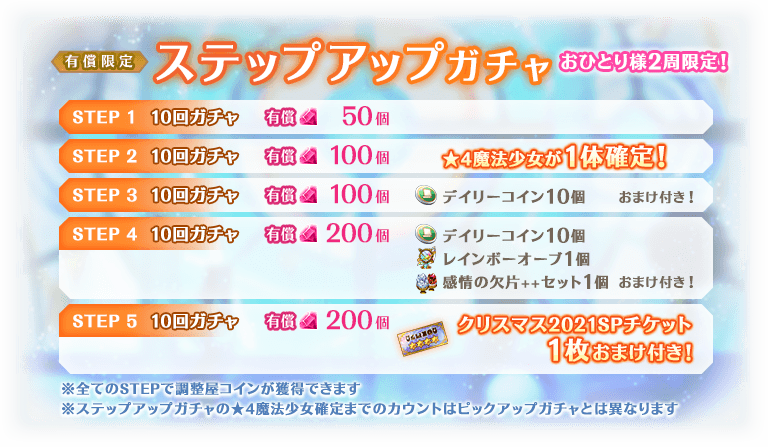 有償限定 ステップアップガチャ おひとり様2周限定!
STEP 1 10回ガチャ 有償 50個
STEP 2 10回ガチャ 有償 100個 ★4魔法少女が1体確定!
STEP 3 10回ガチャ 有償 100個 デイリーコイン10個 おまけ付き!
STEP 4 10回ガチャ 有償 200個 デイリーコイン10個
レインボーオーブ1個
感情の欠片++セット1個 おまけ付き!
STEP 5 10回ガチャ 有償 200個 クリスマス2021SPチケット
1枚おまけ付き!
※全てのSTEPで調整屋コインが獲得できます
※ステップアップガチャの★4魔法少女確定までのカウントはピックアップガチャとは異なります